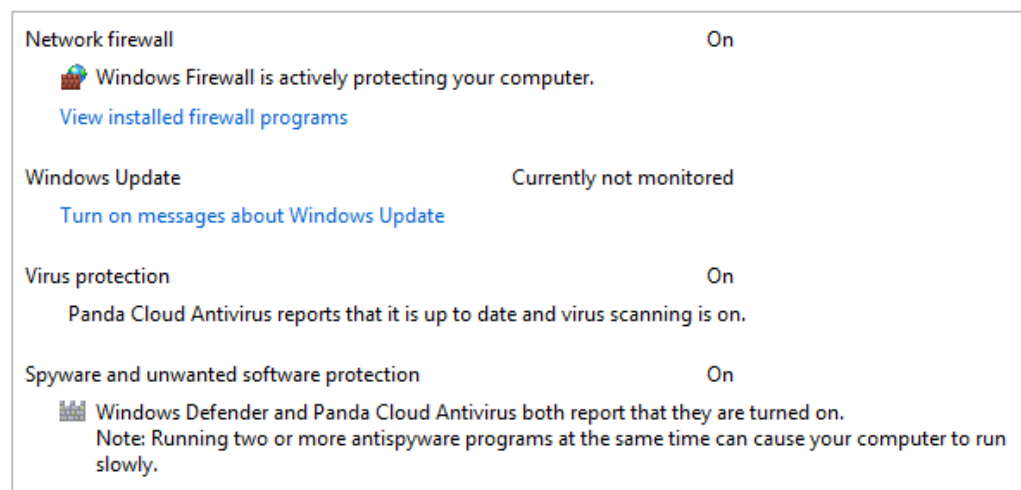 Network firewall On
Windows Firewall is actively protecting your computer.
View installed firewall programs
Windows Update Currently not monitored
Turn on messages about Windows Update
Virus protection On
Panda Cloud Antivirus reports that it is up to date and virus scanning is on.
Spyware and unwanted software protection On
Windows Defender and Panda Cloud Antivirus both report that they are turned on.
Note: Running two or more antispyware programs at the same time can cause your computer to run
slowly.